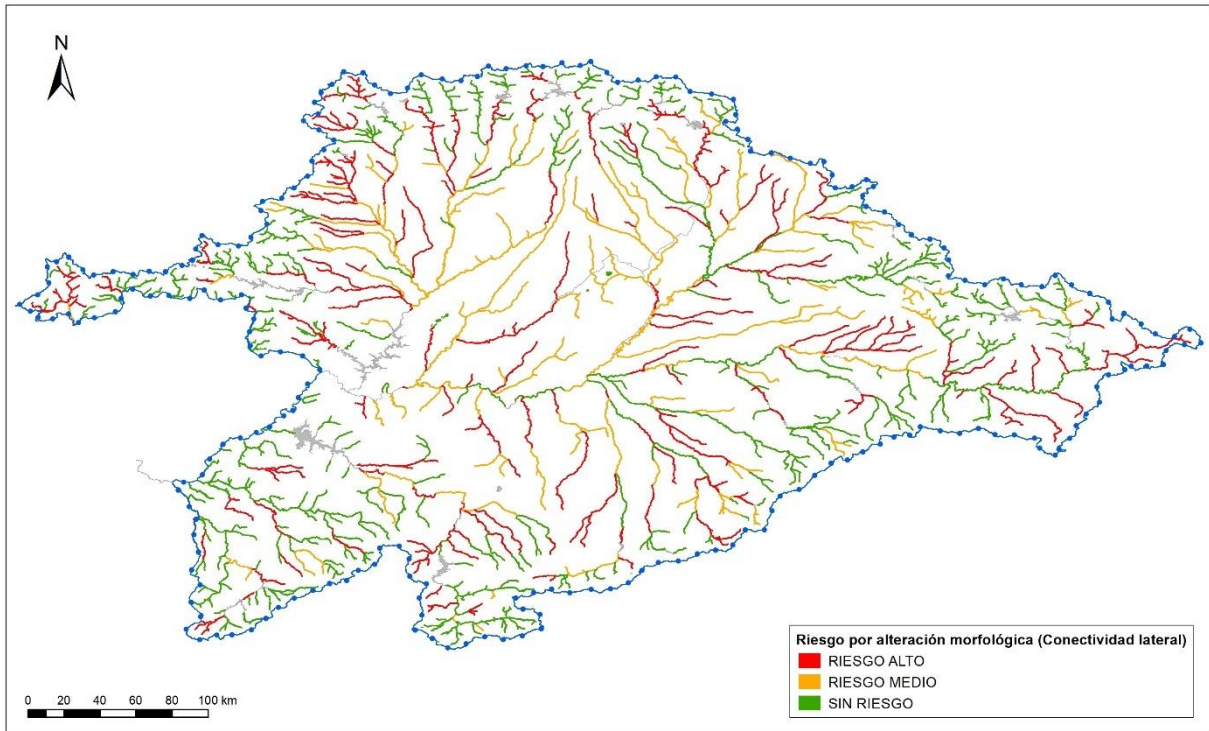 N
Riesgo por alteración morfológica (Conectividad lateral)
RIESGO ALTO
RIESGO MEDIO
SIN RIESGO
0 20 40 60 80 100 km